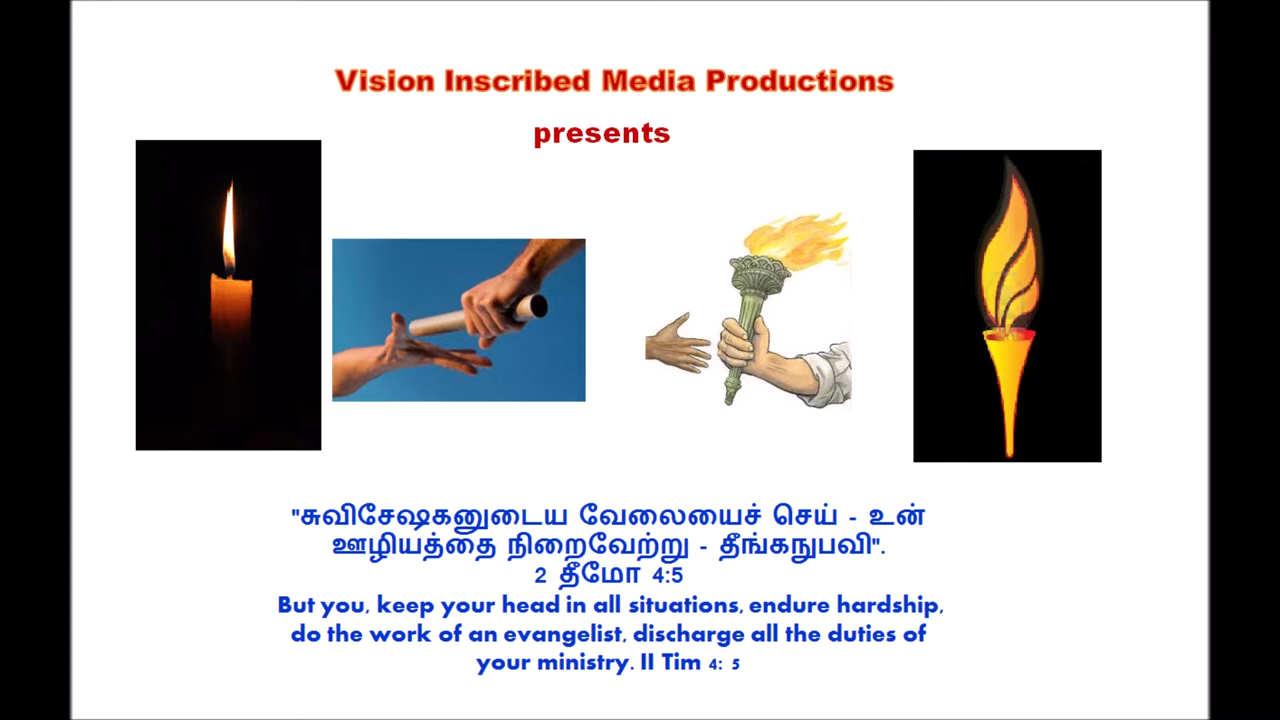 Vision Inscribed Media Productions
presents
"சுவிசேஷகனுடைய வேலையைச் செய் - உன்
ஊழியத்தை நிறைவேற்று - தீங்கநுபவி".
2 தீமோ 4:5
But you, keep your head in all situations, endure hardship,
do the work of an evangelist, discharge all the duties of
your ministry. II Tim 4: 5